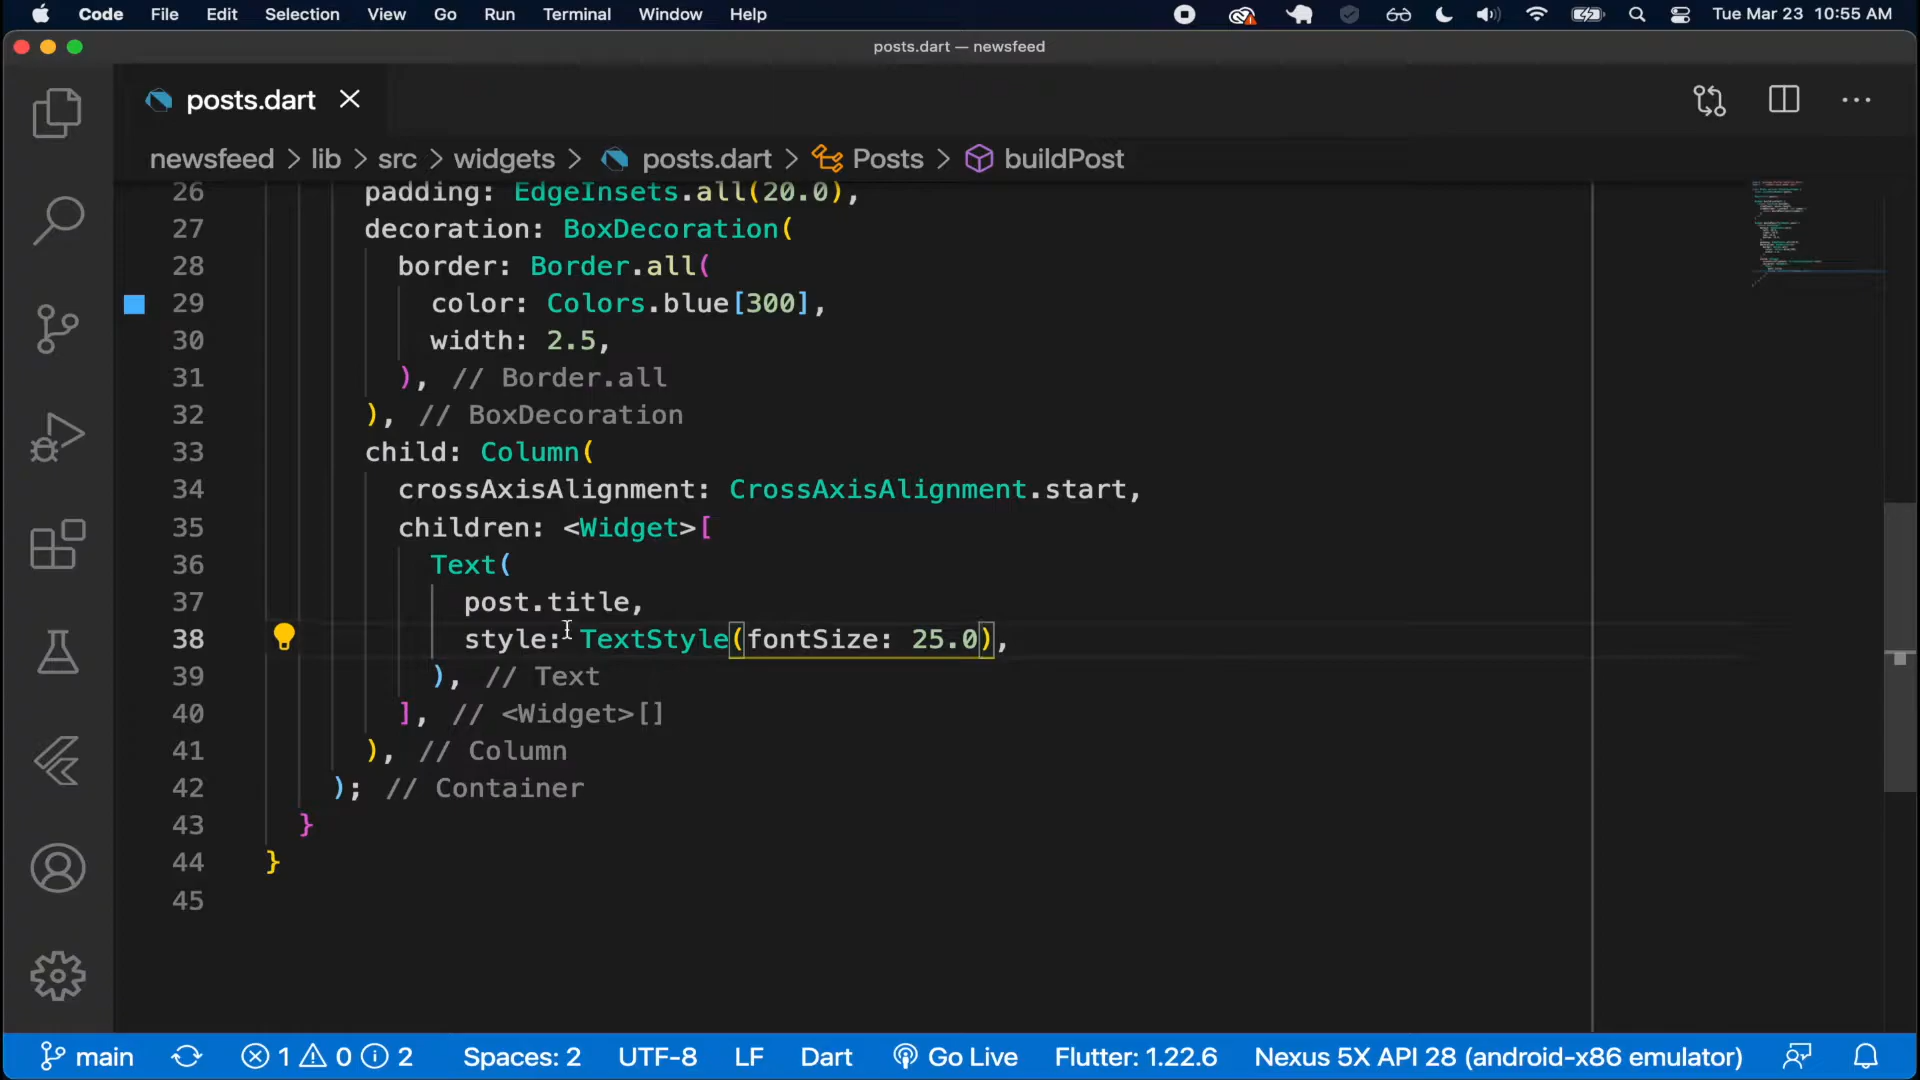 Code File Edit Selection View Go Run Terminal Window Help Tue Mar 23 10:55 AM
posts.dart — newsfeed
posts.dart
newsfeed > lib > src > widgets > posts.dart > Posts > buildPost
26 padding: EdgeInsets.all(20.0),
27 decoration: BoxDecoration(
28 border: Border.all(
29 color: Colors.blue[300],
30 width: 2.5,
31 ), // Border.all
32 ), // BoxDecoration
33 child: Column(
34 crossAxisAlignment: CrossAxisAlignment.start,
35 children: <Widget>[
36 Text(
37 post.title,
38 style: TextStyle(fontSize: 25.0),
39 ), // Text
40 ], // <Widget>[]
41 ), // Column
42 ); // Container
43 }
44 }
45
main 1 0 2 Spaces: 2 UTF-8 LF Dart Go Live Flutter: 1.22.6 Nexus 5X API 28 (android-x86 emulator)